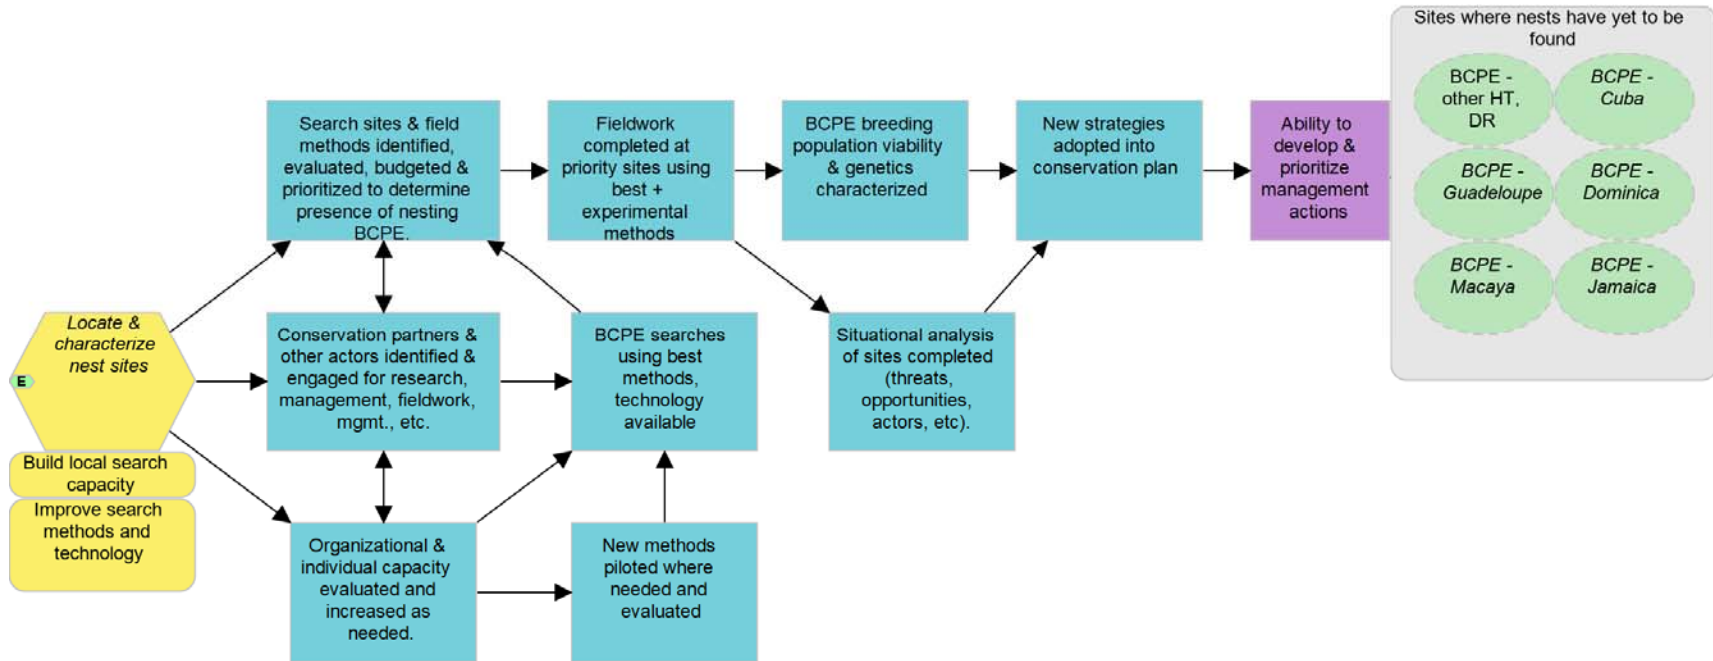 Sites where nests have yet to be
found
BCPE -
other HT,
DR
BCPE -
Cuba
BCPE -
Guadeloupe
BCPE -
Dominica
BCPE -
Macaya
BCPE -
Jamaica
Search sites & field
methods identified,
evaluated, budgeted &
prioritized to determine
presence of nesting
BCPE.
Fieldwork
completed at
priority sites using
best +
experimental
methods
BCPE breeding
population viability
& genetics
characterized
New strategies
adopted into
conservation plan
Ability to
develop &
prioritize
management
actions
Locate &
characterize
nest sites
E
Build local search
capacity
Improve search
methods and
technology
Conservation partners &
other actors identified &
engaged for research,
management, fieldwork,
mgmt., etc.
BCPE searches
using best
methods,
technology
available
Situational analysis
of sites completed
(threats,
opportunities,
actors, etc).
Organizational &
individual capacity
evaluated and
increased as
needed.
New methods
piloted where
needed and
evaluated